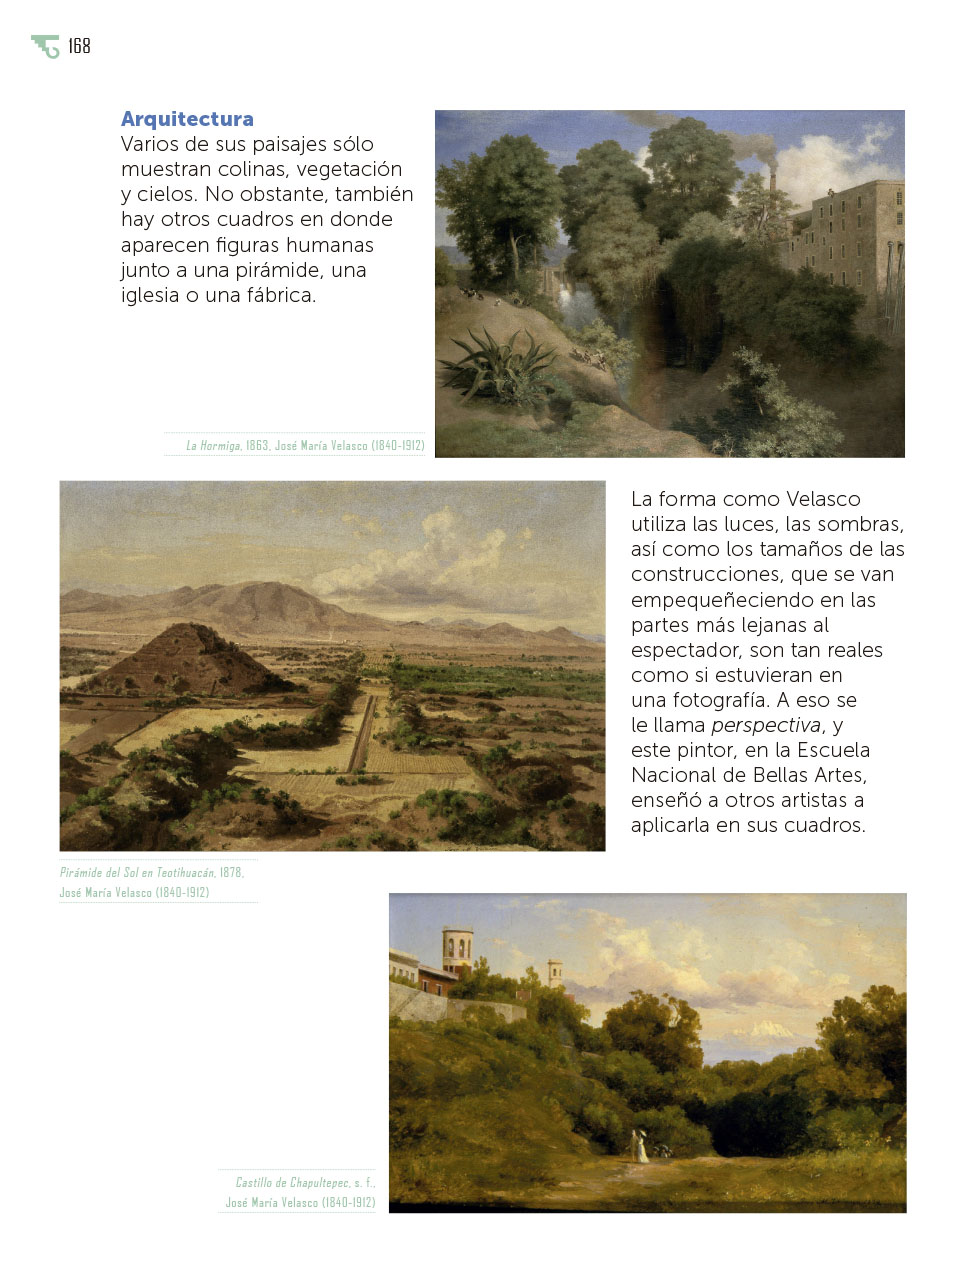 168
Arquitectura
Varios de sus paisajes sólo
muestran colinas, vegetación
y cielos. No obstante, también
hay otros cuadros en donde
aparecen figuras humanas
junto a una pirámide, una
iglesia o una fábrica.
La Hormiga, 1863, José María Velasco (1840-1912)
La forma como Velasco
utiliza las luces, las sombras,
así como los tamaños de las
construcciones, que se van
empequeñeciendo en las
partes más lejanas al
espectador, son tan reales
como si estuvieran en
una fotografía. A eso se
le llama perspectiva, y
este pintor, en la Escuela
Nacional de Bellas Artes,
enseñó a otros artistas a
aplicarla en sus cuadros.
Pirámide del Sol en Teotihuacán, 1878,
José María Velasco (1840-1912)
Castillo de Chapultepec, s. f.,
José María Velasco (1840-1912)